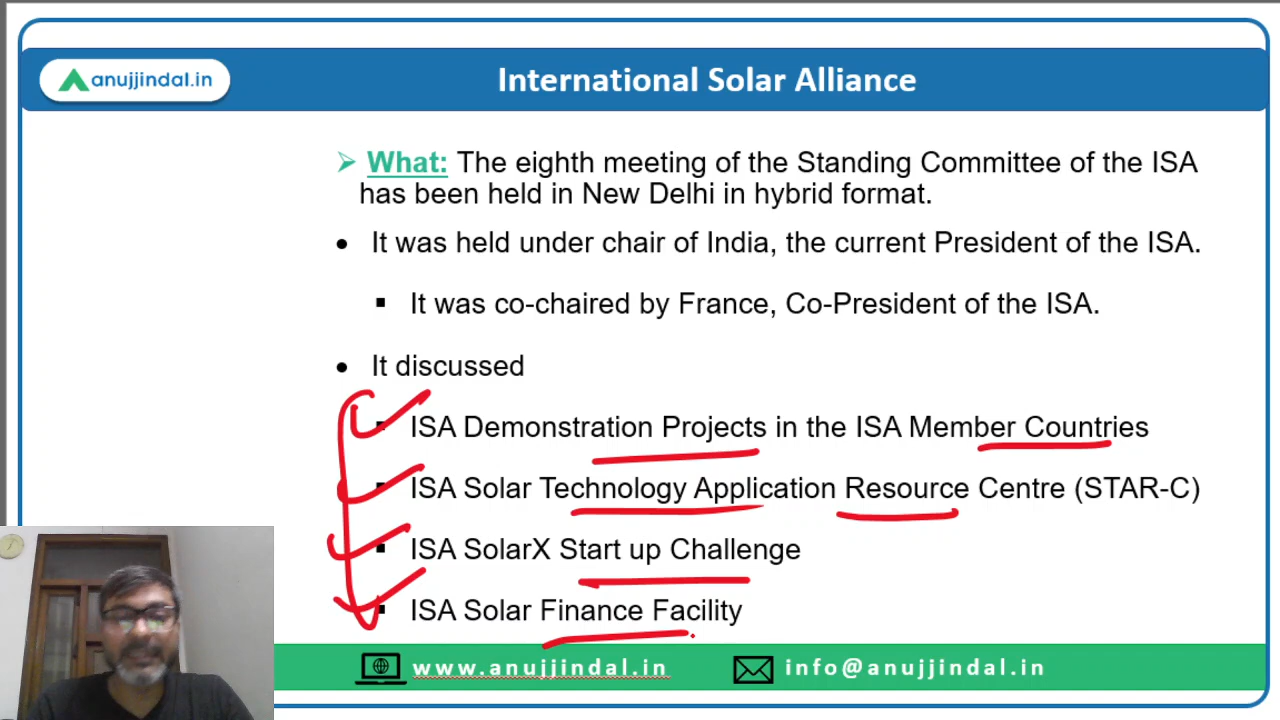 anujjindal.in
International Solar Alliance
➢ What: The eighth meeting of the Standing Committee of the ISA
has been held in New Delhi in hybrid format.
• It was held under chair of India, the current President of the ISA.
▪ It was co-chaired by France, Co-President of the ISA.
• It discussed
▪ ISA Demonstration Projects in the ISA Member Countries
▪ ISA Solar Technology Application Resource Centre (STAR-C)
▪ ISA SolarX Start up Challenge
▪ ISA Solar Finance Facility
www.anujjindal.in
info@anujjindal.in